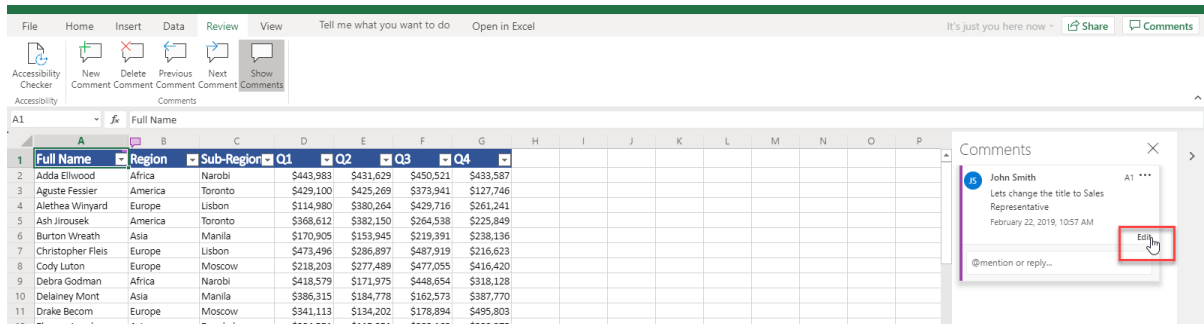 File Home Insert Data Review View Tell me what you want to do Open in Excel It's just you here now Share Comments
Accessibility Checker
New Comment
Delete Comment
Previous Comment
Next Comment
Show Comments
Accessibility Comments
A1 fx Full Name
A B C D E F G H I J K L M N O P
1 Full Name Region Sub-Region Q1 Q2 Q3 Q4
2 Adda Ellwood Africa Narobi $443,983 $431,629 $450,521 $433,587
3 Aguste Fessier America Toronto $429,100 $425,269 $373,941 $127,746
4 Alethea Winyard Europe Lisbon $114,980 $380,264 $429,716 $261,241
5 Ash Jirousek America Toronto $368,612 $382,150 $264,538 $225,849
6 Burton Wreath Asia Manila $170,905 $153,945 $219,391 $238,136
7 Christopher Fleis Europe Lisbon $473,496 $286,897 $487,919 $216,623
8 Cody Luton Europe Moscow $218,203 $277,489 $477,055 $416,420
9 Debra Godman Africa Narobi $418,579 $171,975 $448,654 $318,128
10 Delainey Mont Asia Manila $386,315 $184,778 $162,573 $387,770
11 Drake Becom Europe Moscow $341,113 $134,202 $178,894 $495,803
Comments
JS John Smith A1
Lets change the title to Sales
Representative
February 22, 2019, 10:57 AM
Edit
@mention or reply...